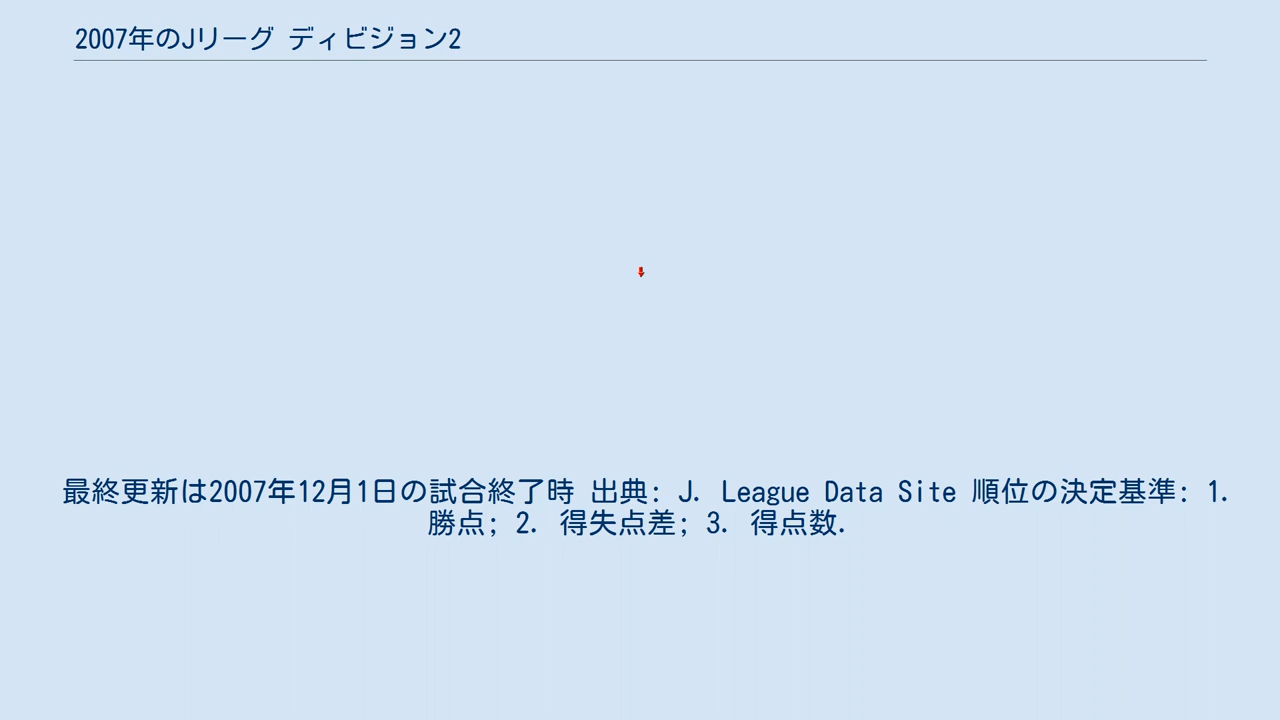 2007年のJリーグ ディビジョン2
最終更新は2007年12月1日の試合終了時 出典: J. League Data Site 順位の決定基準: 1.
勝点; 2. 得失点差; 3. 得点数.